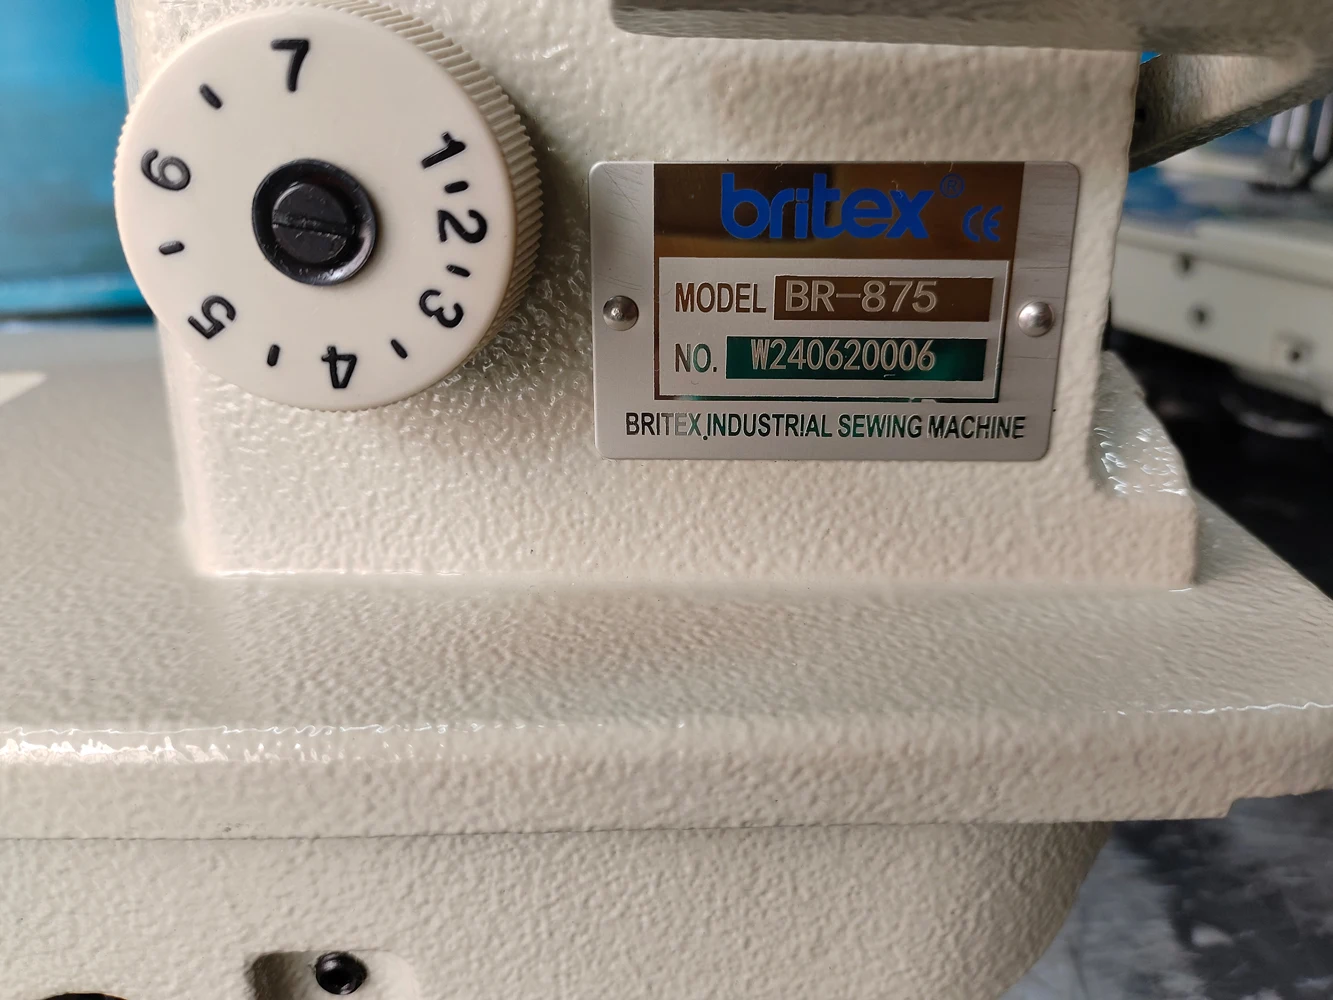 7
1
2
3
4
5
6
britex® CE
MODEL BR-875
NO. W240620006
BRITEX,INDUSTRIAL SEWING MACHINE